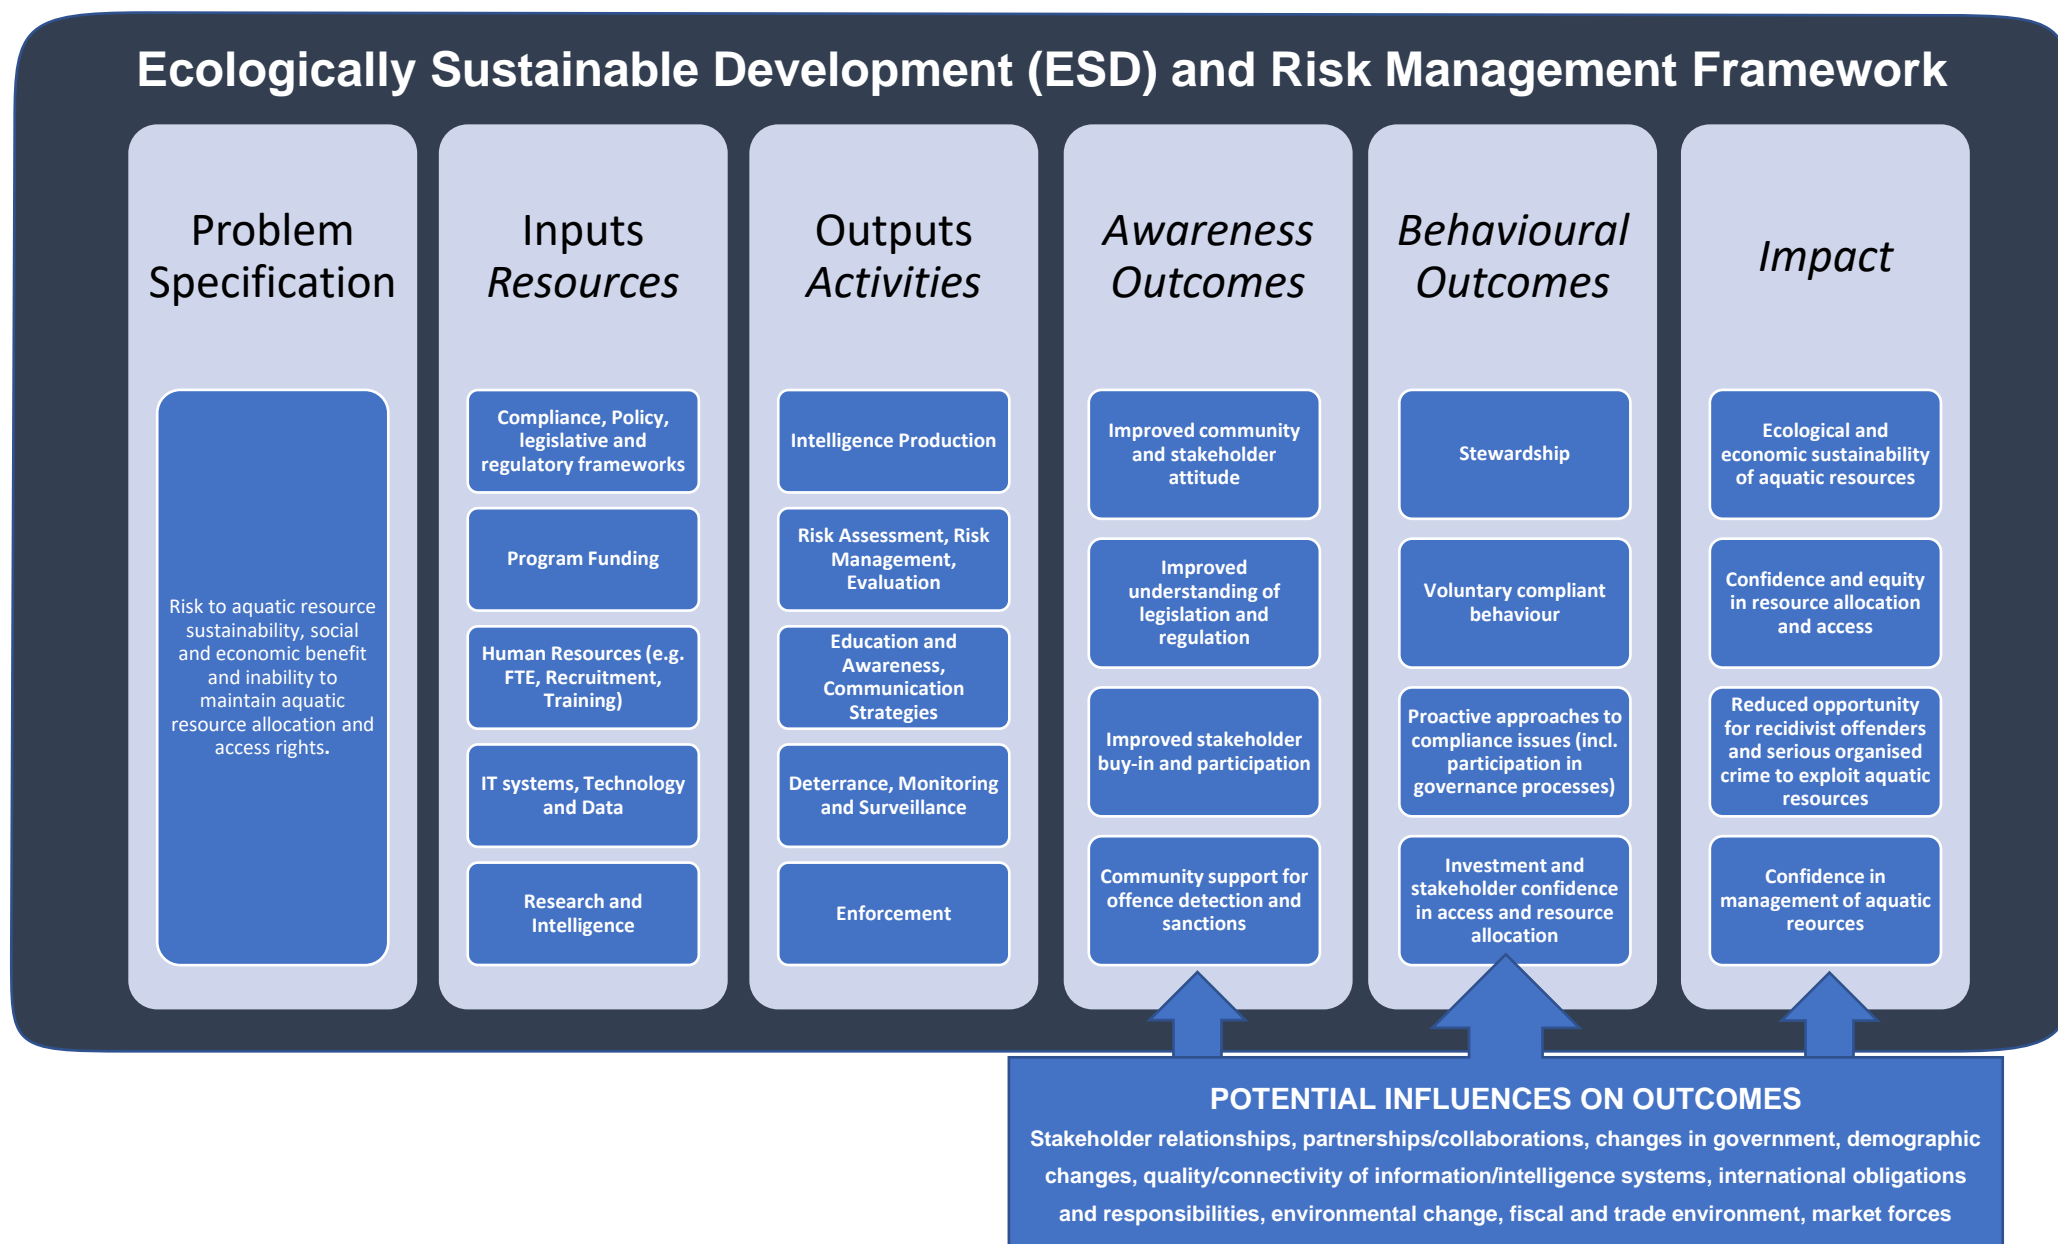 Ecologically Sustainable Development (ESD) and Risk Management Framework
Problem
Specification
Risk to aquatic resource
sustainability, social
and economic benefit
and inability to
maintain aquatic
resource allocation and
access rights.
Inputs
Resources
Compliance, Policy,
legislative and
regulatory frameworks
Program Funding
Human Resources (e.g.
FTE, Recruitment,
Training)
IT systems, Technology
and Data
Research and
Intelligence
Outputs
Activities
Intelligence Production
Risk Assessment, Risk
Management,
Evaluation
Education and
Awareness,
Communication
Strategies
Deterrance, Monitoring
and Surveillance
Enforcement
Awareness
Outcomes
Improved community
and stakeholder
attitude
Improved
understanding of
legislation and
regulation
Improved stakeholder
buy-in and participation
Community support for
offence detection and
sanctions
Behavioural
Outcomes
Stewardship
Voluntary compliant
behaviour
Proactive approaches to
compliance issues (incl.
participation in
governance processes)
Investment and
stakeholder confidence
in access and resource
allocation
Impact
Ecological and
economic sustainability
of aquatic resources
Confidence and equity
in resource allocation
and access
Reduced opportunity
for recidivist offenders
and serious organised
crime to exploit aquatic
resources
Confidence in
management of aquatic
reources
POTENTIAL INFLUENCES ON OUTCOMES
Stakeholder relationships, partnerships/collaborations, changes in government, demographic
changes, quality/connectivity of information/intelligence systems, international obligations
and responsibilities, environmental change, fiscal and trade environment, market forces